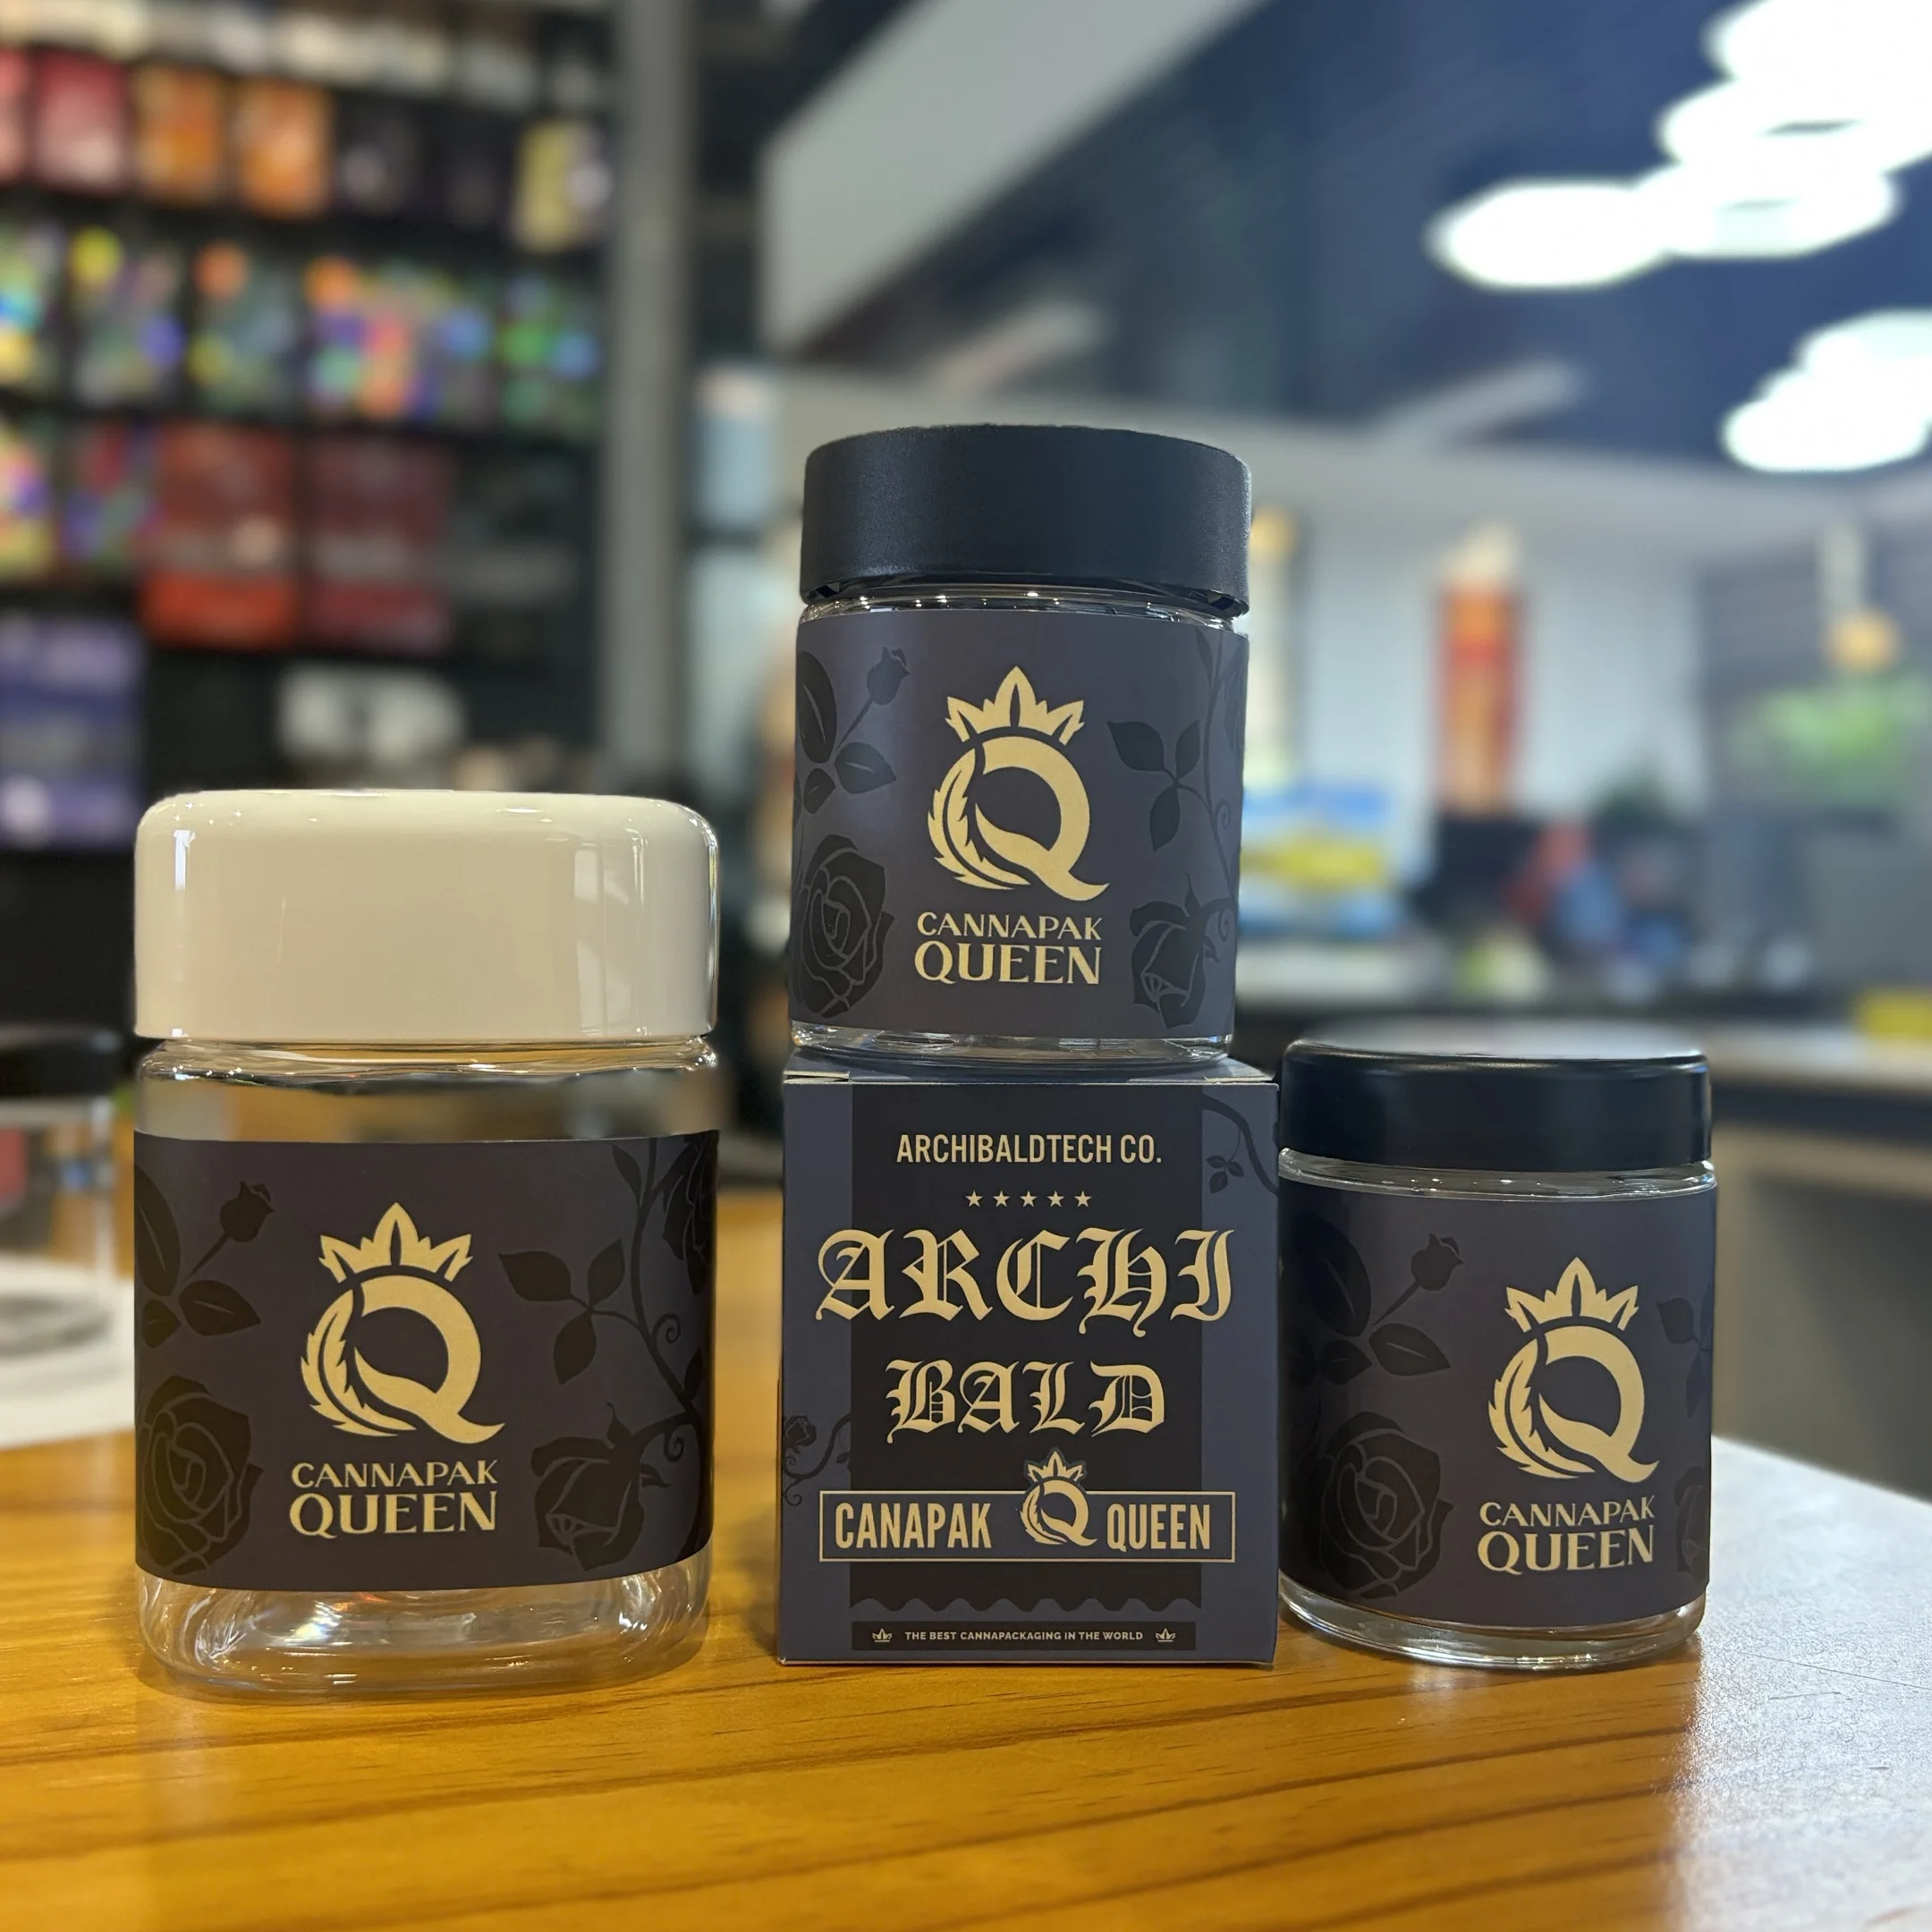 CANNAPAK
QUEEN
CANNAPAK
QUEEN
ARCHIBALDTECH CO.
ARCHI
BALD
CANAPAK QUEEN
THE BEST CANNAPACKAGING IN THE WORLD
CANNAPAK
QUEEN